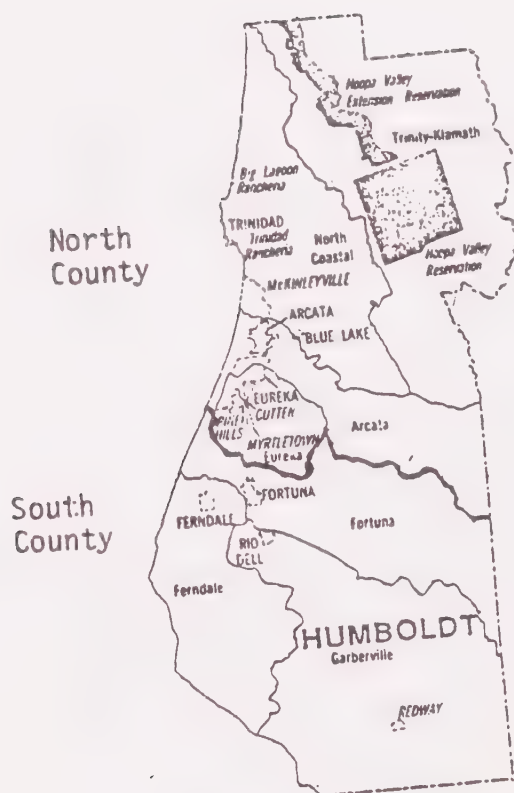 Hoopa Valley
Extension Reservation
Trinity-Klamath
Big Lagoon
Rancheria
TRINIDAD
Trinidad
Rancheria
North
Coastal
Hoopa Valley
Reservation
North
County
McKINLEYVILLE
ARCATA
BLUE LAKE
EUREKA
CUTTEN
HILLS
MYRTLETOWN
Eureka
Arcata
South
County
FORTUNA
FERNDALE
Fortuna
RIO
DELL
Ferndale
HUMBOLDT
Garberville
REDWAY